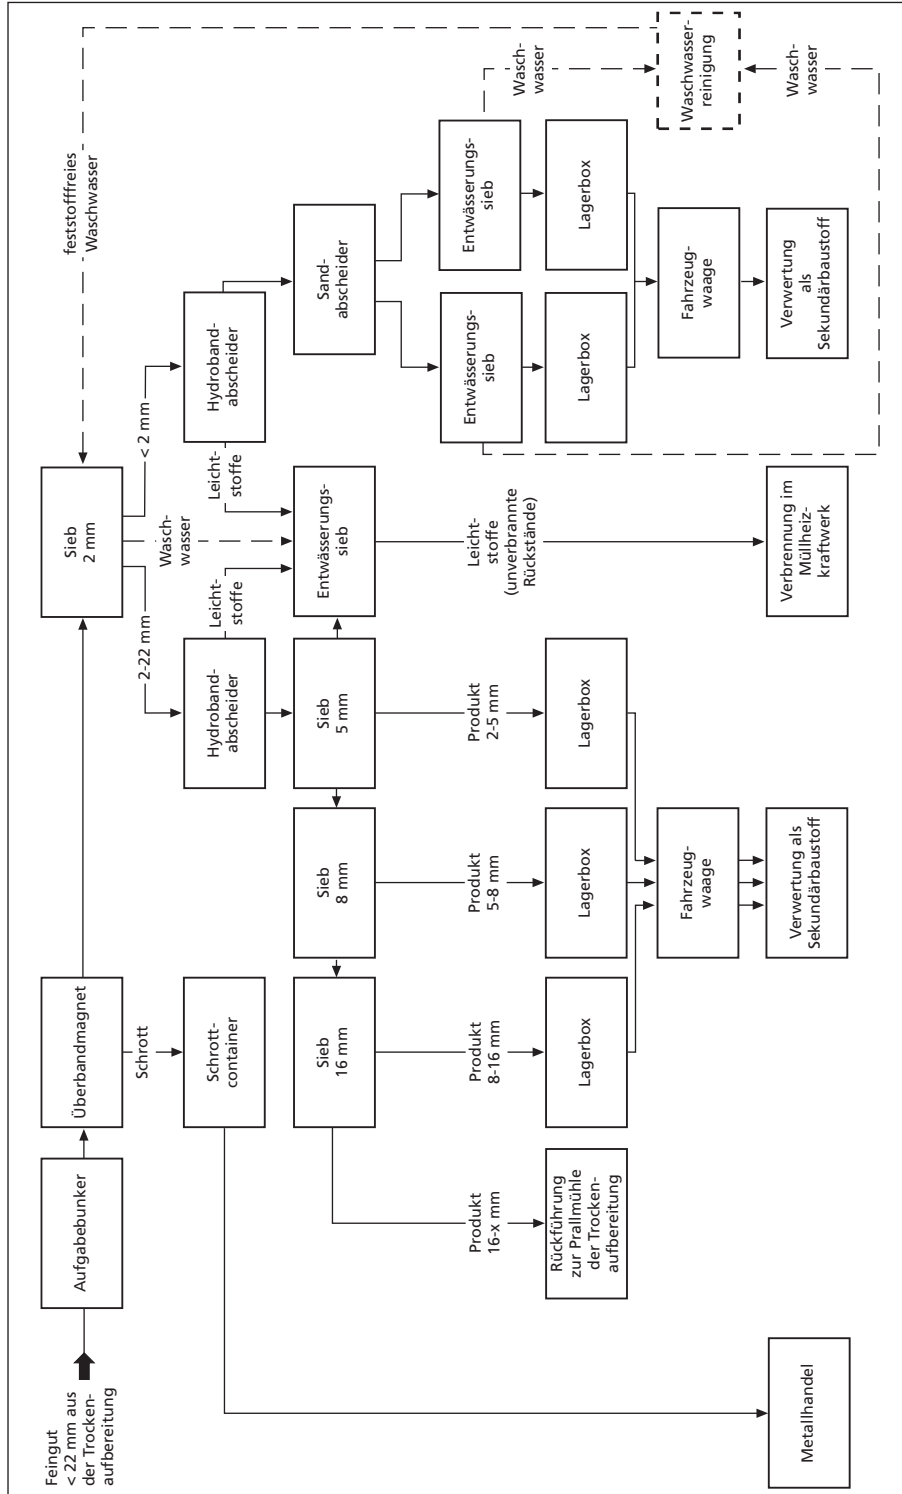 Feingut
< 22 mm aus
der Trocken-
aufbereitung
Aufgabebunker
Überbandmagnet
Schrott
Schrott-
container
Metallhandel
Sieb
2 mm
feststofffreies
Waschwasser
< 2 mm
Wasch-
wasser
2-22 mm
Hydroband-
abscheider
Leicht-
stoffe
Hydroband-
abscheider
Leicht-
stoffe
Sand-
abscheider
Entwässerungs-
sieb
Entwässerungs-
sieb
Wasch-
wasser
Waschwasser-
reinigung
Wasch-
wasser
Lagerbox
Lagerbox
Fahrzeug-
waage
Verwertung
als
Sekundärbaustoff
Entwässerungs-
sieb
Leicht-
stoffe
(unverbrannte
Rückstände)
Verbrennung im
Müllheiz-
kraftwerk
Sieb
5 mm
Produkt
2-5 mm
Lagerbox
Sieb
8 mm
Produkt
5-8 mm
Lagerbox
Sieb
16 mm
Produkt
8-16 mm
Lagerbox
Fahrzeug-
waage
Verwertung als
Sekundärbaustoff
Produkt
16-x mm
Rückführung
zur Prallmühle
der Trocken-
aufbereitung